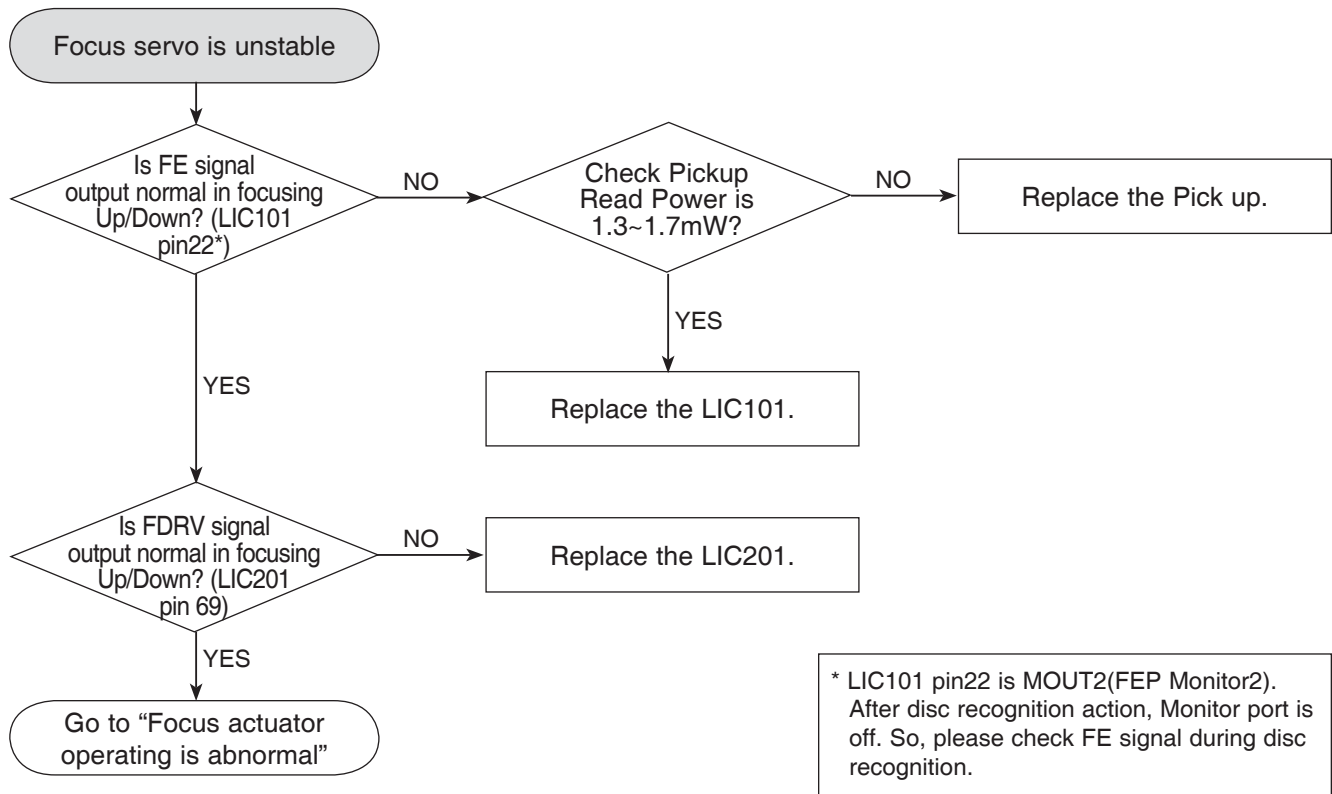 Focus servo is unstable
Is FE signal
output normal in focusing
Up/Down? (LIC101
pin22*)
NO
Check Pickup
Read Power is
1.3~1.7mW?
NO
Replace the Pick up.
YES
Replace the LIC101.
YES
Is FDRV signal
output normal in focusing
Up/Down? (LIC201
pin 69)
NO
Replace the LIC201.
YES
Go to “Focus actuator
operating is abnormal”
* LIC101 pin22 is MOUT2(FEP Monitor2).
After disc recognition action, Monitor port is
off. So, please check FE signal during disc
recognition.